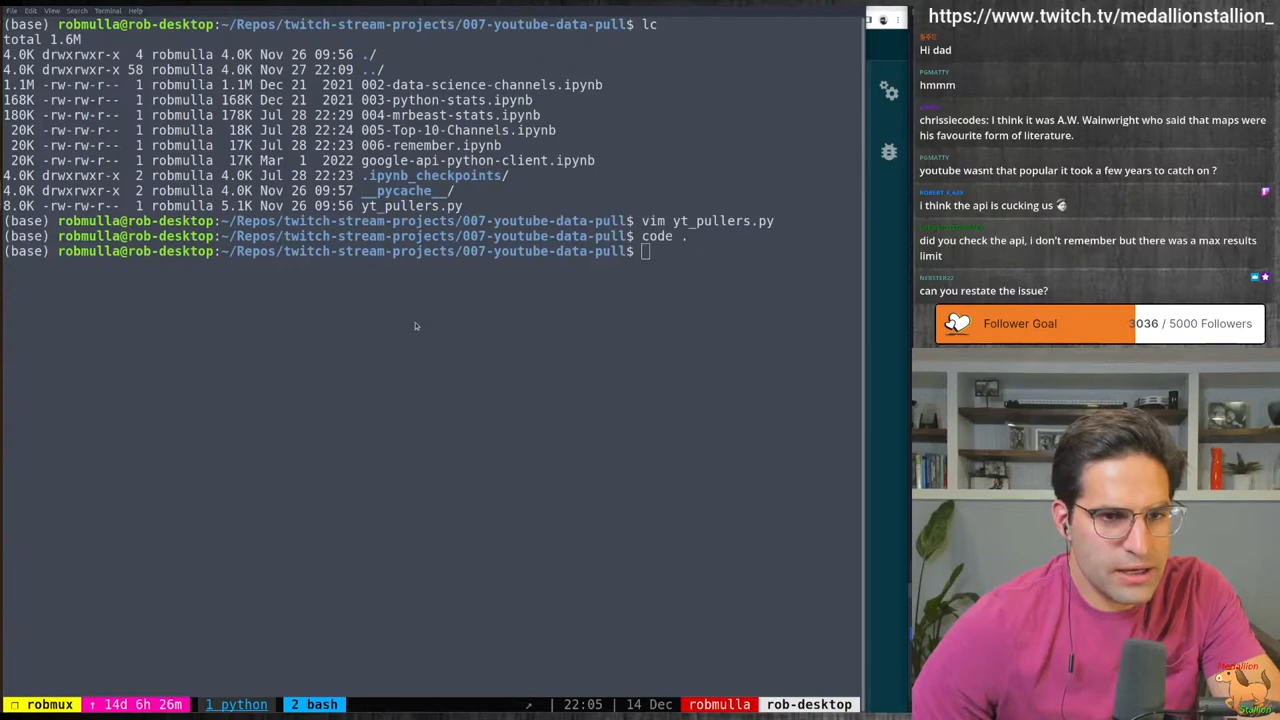 File Edit View Search Terminal Help
(base) robmulla@rob-desktop:~/Repos/twitch-stream-projects/007-youtube-data-pull$ lc
total 1.6M
4.0K drwxrwxr-x  4 robmulla 4.0K Nov 26 09:56 ./
4.0K drwxrwxr-x 58 robmulla 4.0K Nov 27 22:09 ../
1.1M -rw-rw-r--  1 robmulla 1.1M Dec 21  2021 002-data-science-channels.ipynb
168K -rw-rw-r--  1 robmulla 168K Dec 21  2021 003-python-stats.ipynb
180K -rw-rw-r--  1 robmulla 178K Jul 28 22:29 004-mrbeast-stats.ipynb
20K -rw-rw-r--  1 robmulla  18K Jul 28 22:24 005-Top-10-Channels.ipynb
20K -rw-rw-r--  1 robmulla  17K Jul 28 22:23 006-remember.ipynb
20K -rw-rw-r--  1 robmulla  17K Mar  1  2022 google-api-python-client.ipynb
4.0K drwxrwxr-x  2 robmulla 4.0K Jul 28 22:23 .ipynb_checkpoints/
4.0K drwxrwxr-x  2 robmulla 4.0K Nov 26 09:57 __pycache__/
8.0K -rw-rw-r--  1 robmulla 5.1K Nov 26 09:56 yt_pullers.py
(base) robmulla@rob-desktop:~/Repos/twitch-stream-projects/007-youtube-data-pull$ vim yt_pullers.py
(base) robmulla@rob-desktop:~/Repos/twitch-stream-projects/007-youtube-data-pull$ code .
(base) robmulla@rob-desktop:~/Repos/twitch-stream-projects/007-youtube-data-pull$
robmux ↑ 14d 6h 26m 1 python 2 bash ↗ | 22:05 | 14 Dec robmulla rob-desktop
https://www.twitch.tv/medallionstallion_
Hi dad
PGMATTY
hmmm
chrissiecodes: I think it was A.W. Wainwright who said that maps were
his favourite form of literature.
PGMATTY
youtube wasnt that popular it took a few years to catch on ?
I think the api is cucking us
did you check the api, i don't remember but there was a max results
limit
can you restate the issue?
Follower Goal 3036 / 5000 Followers
Medallion
Stallion